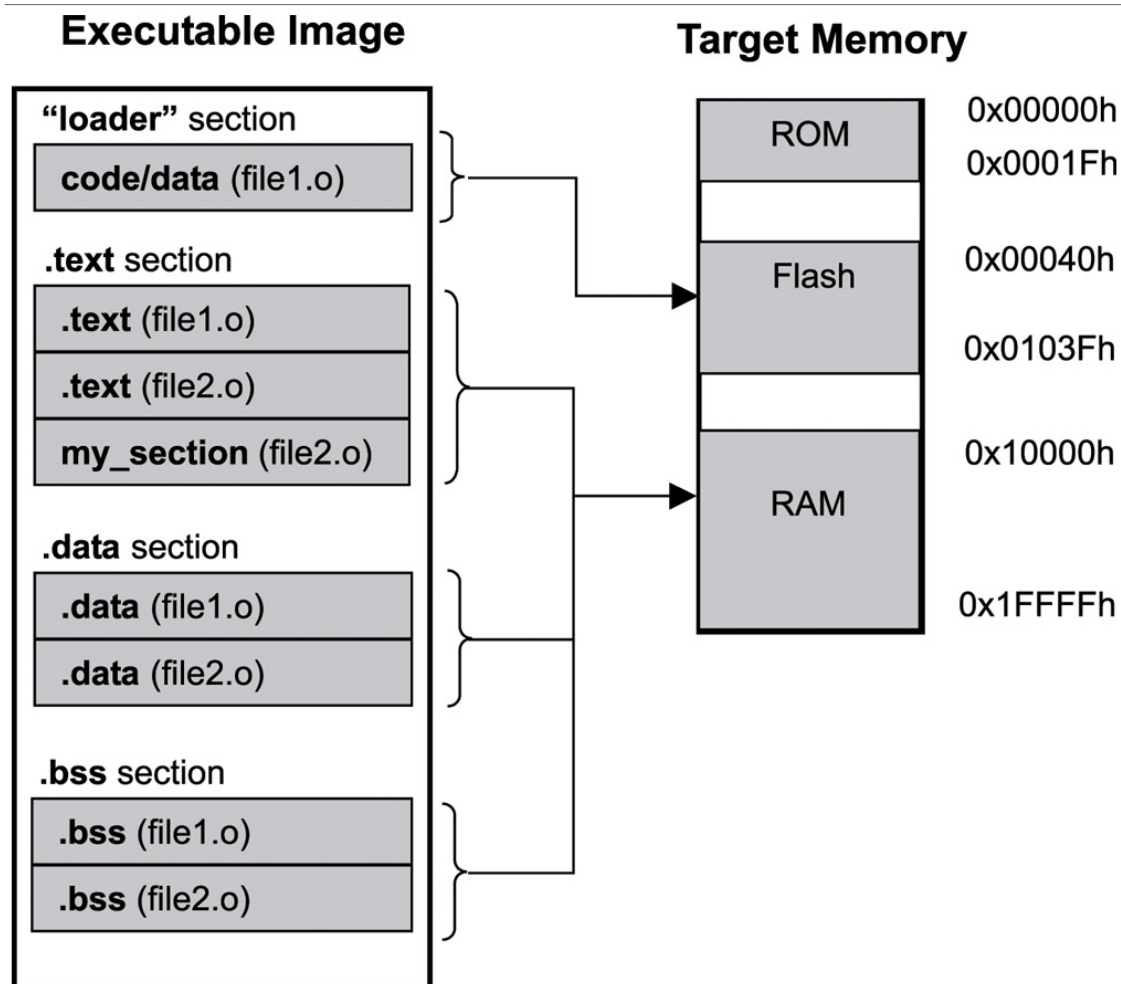 Executable Image
“loader” section
code/data (file1.o)
.text section
.text (file1.o)
.text (file2.o)
my_section (file2.o)
.data section
.data (file1.o)
.data (file2.o)
.bss section
.bss (file1.o)
.bss (file2.o)
Target Memory
ROM
0x00000h
0x0001Fh
Flash
0x00040h
0x0103Fh
RAM
0x10000h
0x1FFFFh